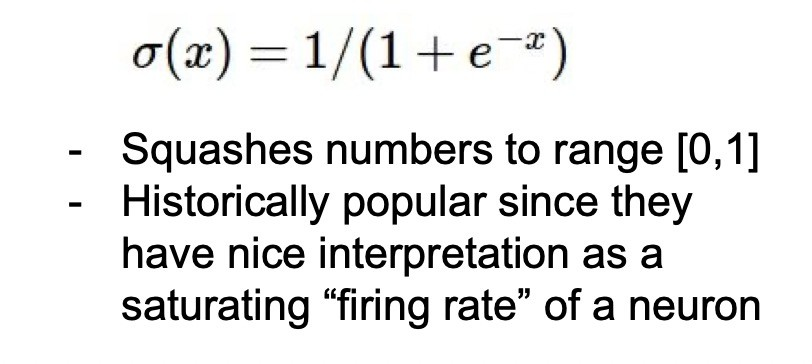 σ(x) = 1/(1 + e⁻ˣ)
- Squashes numbers to range [0,1]
- Historically popular since they
have nice interpretation as a
saturating “firing rate” of a neuron